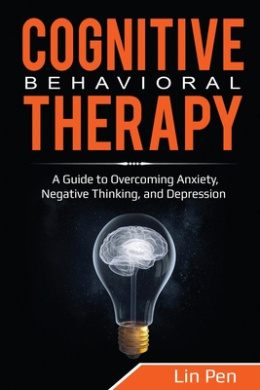 COGNITIVE
BEHAVIORAL
THERAPY
A Guide to Overcoming Anxiety,
Negative Thinking, and Depression
Lin Pen